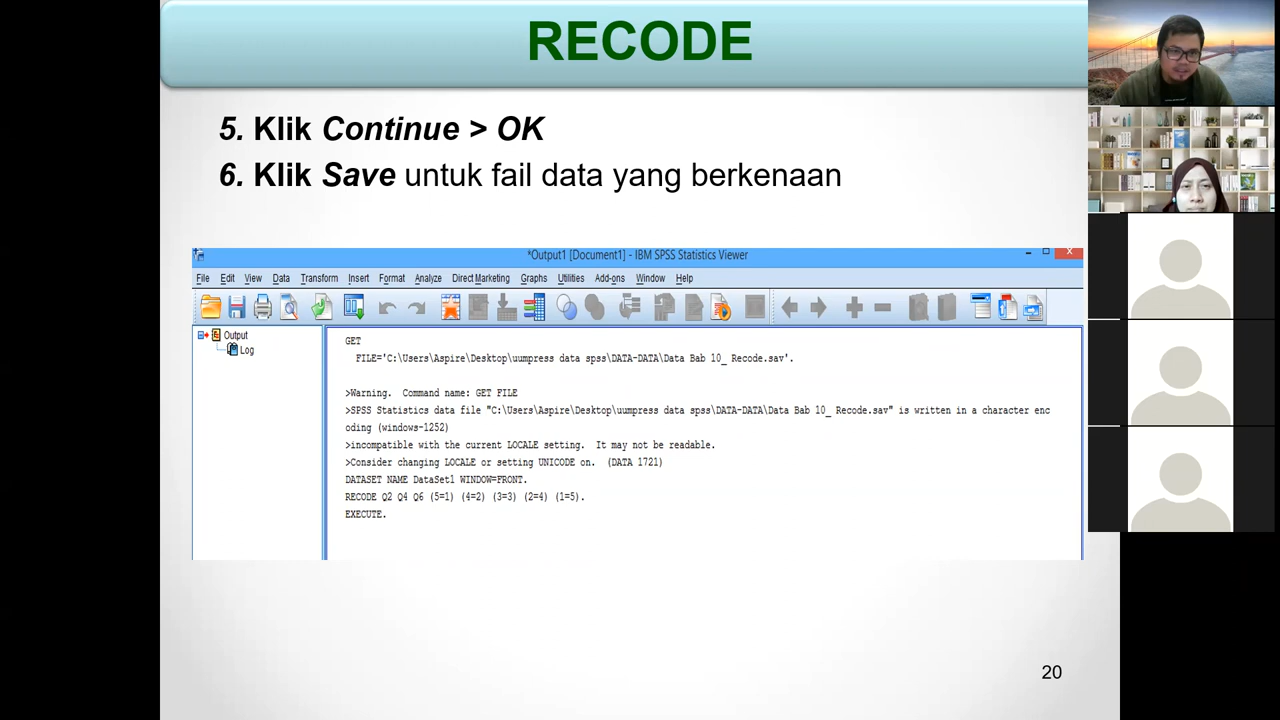 RECODE
5. Klik Continue > OK
6. Klik Save untuk fail data yang berkenaan
*Output1 [Document1] - IBM SPSS Statistics Viewer
File Edit View Data Transform Insert Format Analyze Direct Marketing Graphs Utilities Add-ons Window Help
Output
Log
GET
FILE='C:\Users\Aspire\Desktop\uumpress data spss\DATA-DATA\Data Bab 10_ Recode.sav'.
>Warning.  Command name: GET FILE
>SPSS Statistics data file "C:\Users\Aspire\Desktop\uumpress data spss\DATA-DATA\Data Bab 10_ Recode.sav" is written in a character enc
oding (windows-1252)
>incompatible with the current LOCALE setting.  It may not be readable.
>Consider changing LOCALE or setting UNICODE on.  (DATA 1721)
DATASET NAME DataSet1 WINDOW=FRONT.
RECODE Q2 Q4 Q6 (5=1) (4=2) (3=3) (2=4) (1=5).
EXECUTE.
20